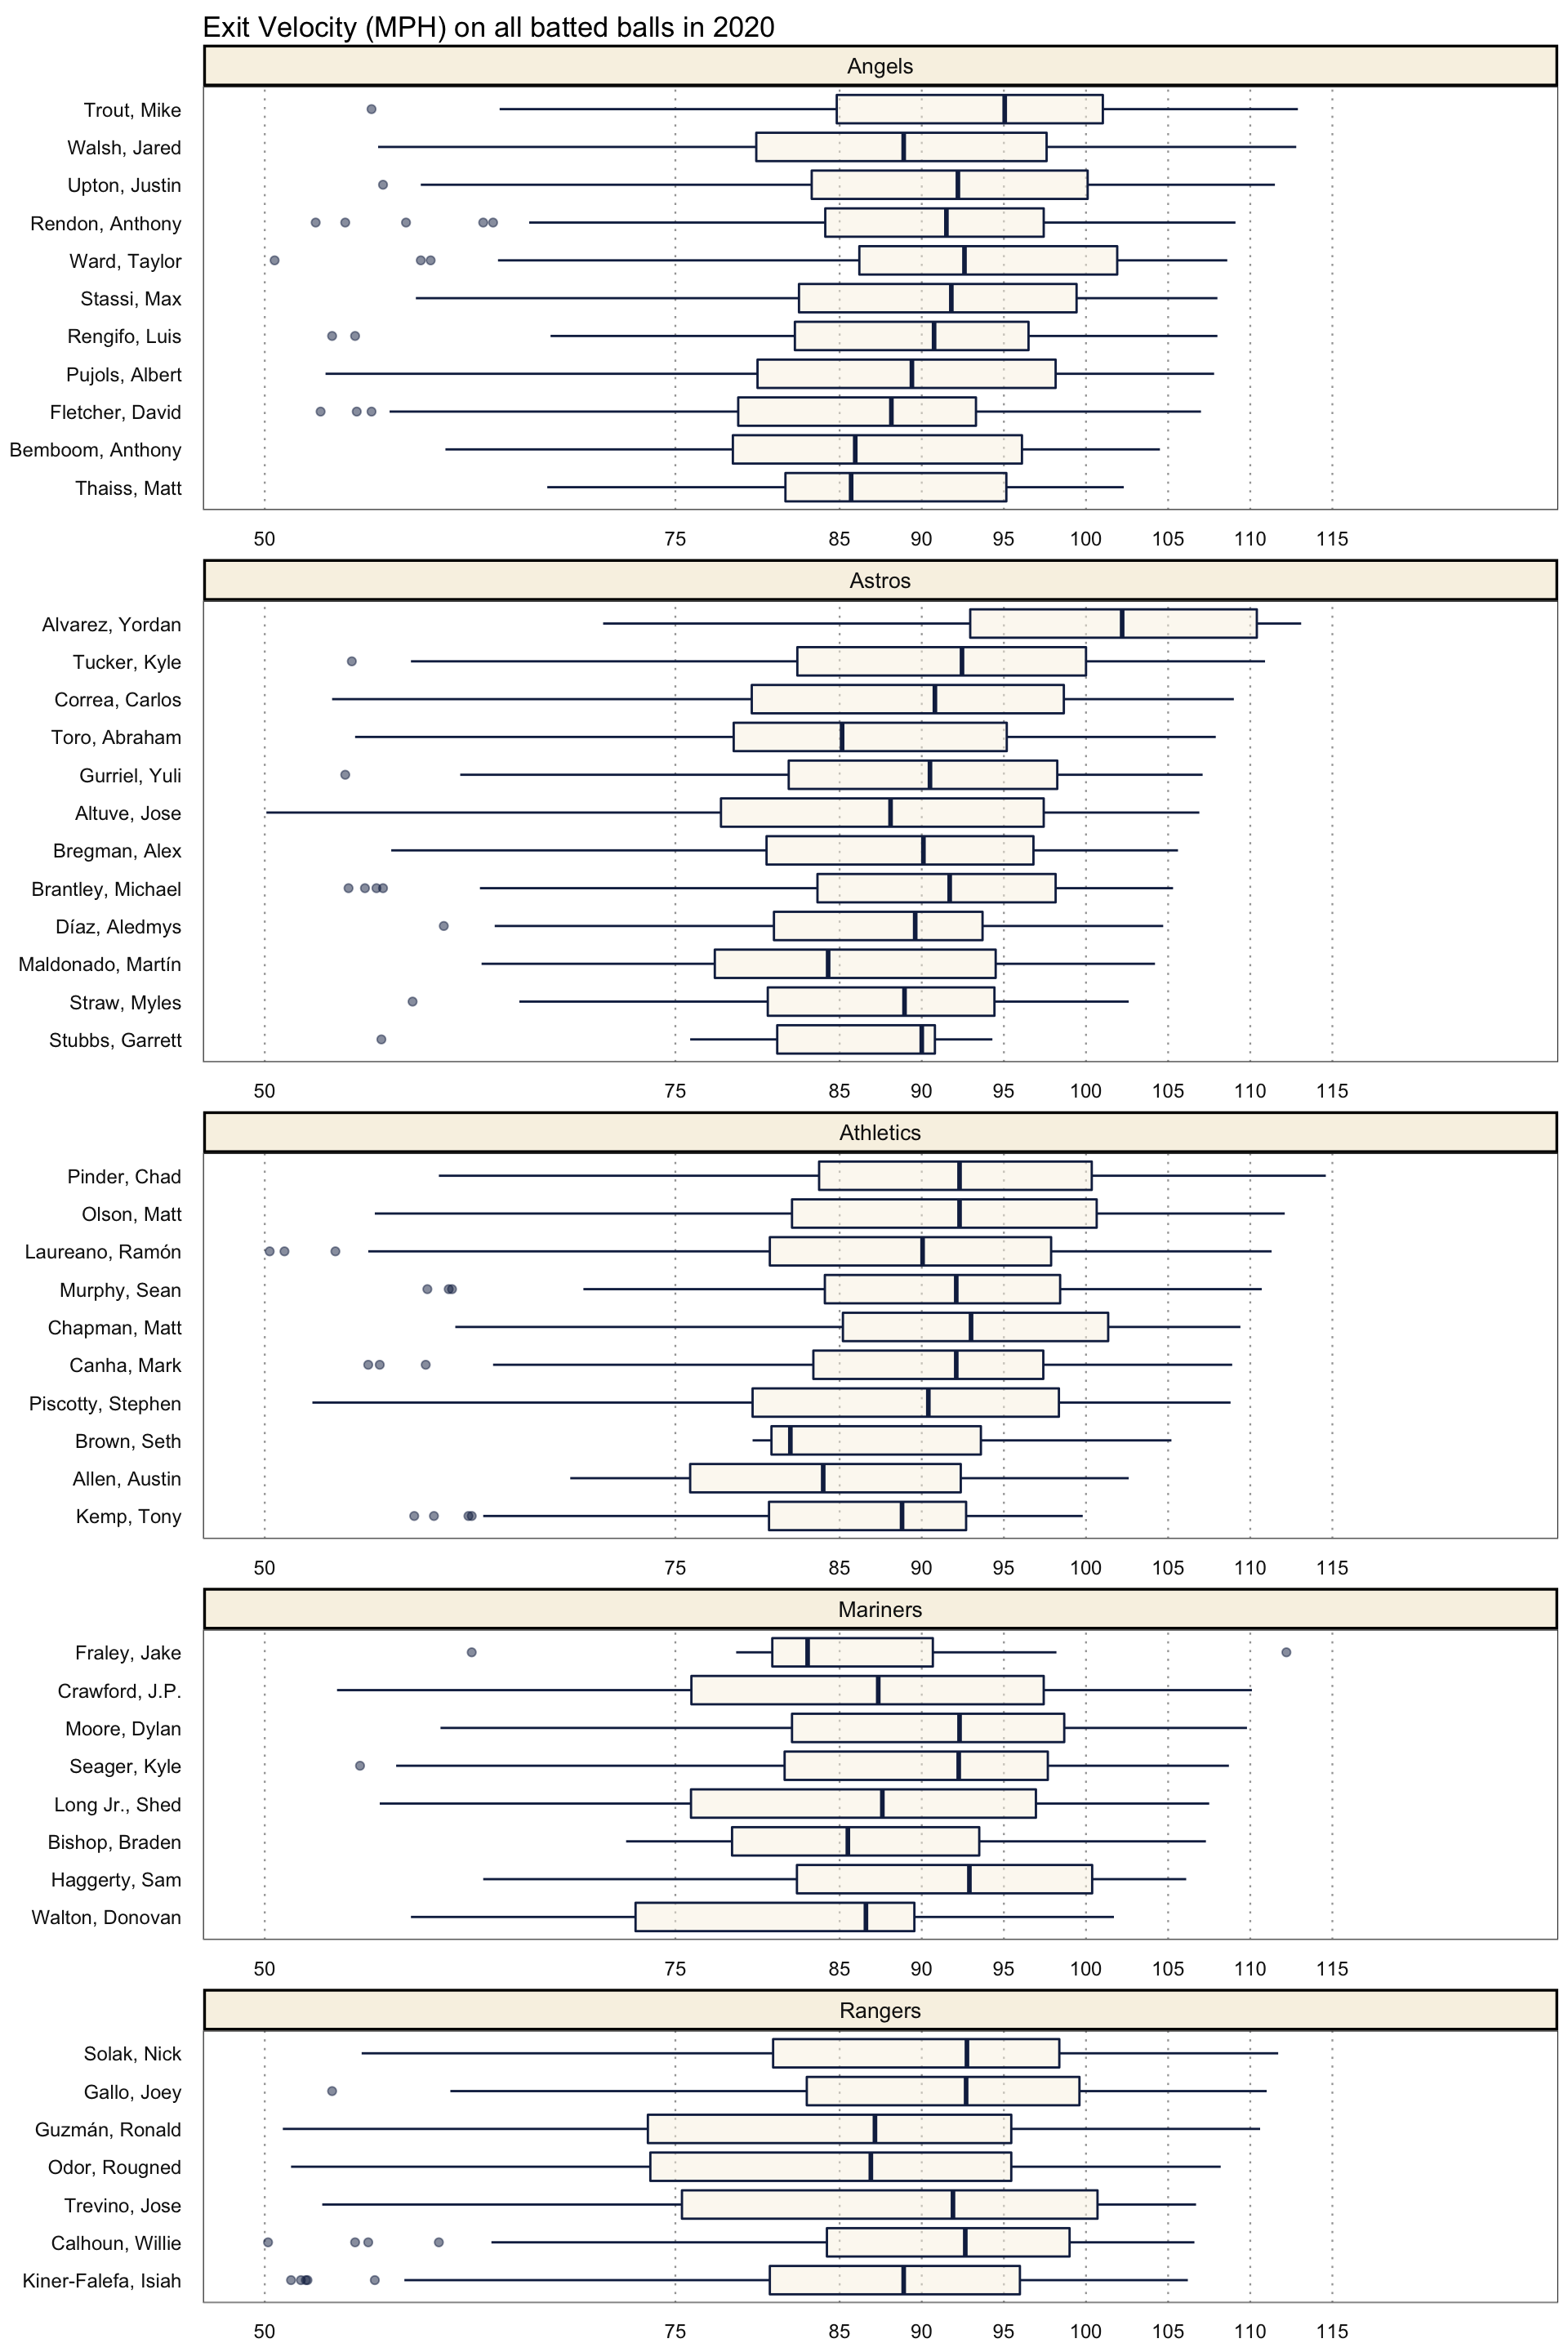 Exit Velocity (MPH) on all batted balls in 2020
Angels
Trout, Mike
Walsh, Jared
Upton, Justin
Rendon, Anthony
Ward, Taylor
Stassi, Max
Rengifo, Luis
Pujols, Albert
Fletcher, David
Bemboom, Anthony
Thaiss, Matt
50 75 85 90 95 100 105 110 115
Astros
Alvarez, Yordan
Tucker, Kyle
Correa, Carlos
Toro, Abraham
Gurriel, Yuli
Altuve, Jose
Bregman, Alex
Brantley, Michael
Díaz, Aledmys
Maldonado, Martín
Straw, Myles
Stubbs, Garrett
50 75 85 90 95 100 105 110 115
Athletics
Pinder, Chad
Olson, Matt
Laureano, Ramón
Murphy, Sean
Chapman, Matt
Canha, Mark
Piscotty, Stephen
Brown, Seth
Allen, Austin
Kemp, Tony
50 75 85 90 95 100 105 110 115
Mariners
Fraley, Jake
Crawford, J.P.
Moore, Dylan
Seager, Kyle
Long Jr., Shed
Bishop, Braden
Haggerty, Sam
Walton, Donovan
50 75 85 90 95 100 105 110 115
Rangers
Solak, Nick
Gallo, Joey
Guzmán, Ronald
Odor, Rougned
Trevino, Jose
Calhoun, Willie
Kiner-Falefa, Isiah
50 75 85 90 95 100 105 110 115